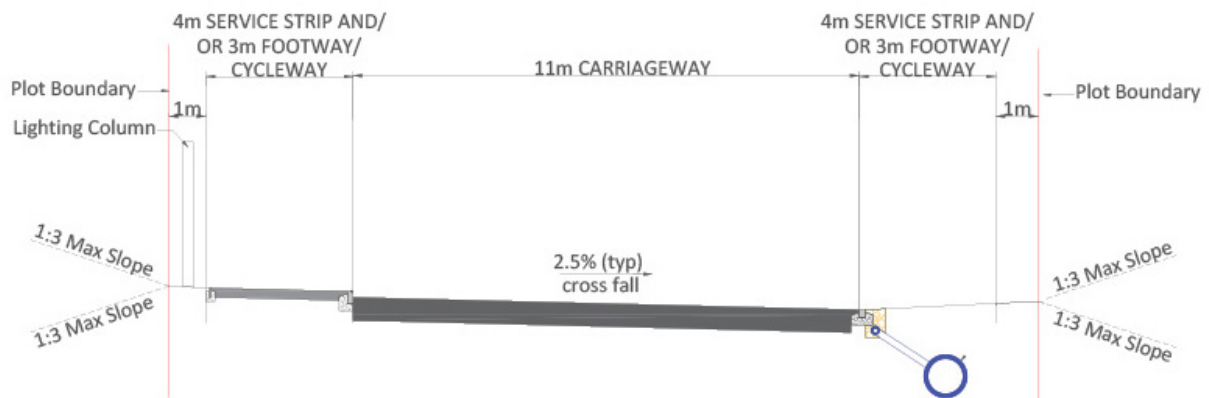 4m SERVICE STRIP AND/
OR 3m FOOTWAY/
CYCLEWAY
4m SERVICE STRIP AND/
OR 3m FOOTWAY/
CYCLEWAY
11m CARRIAGEWAY
Plot Boundary
Plot Boundary
1m
1m
Lighting Column
1:3 Max Slope
1:3 Max Slope
2.5% (typ)
cross fall
1:3 Max Slope
1:3 Max Slope